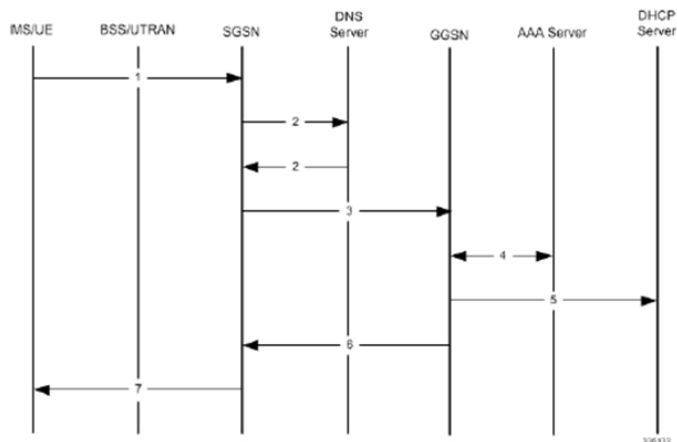 IMS/UE
BSS/UTRAN
SGSN
DNS
Server
GGSN
AAA Server
DHCP
Server
1
2
2
3
4
5
6
7